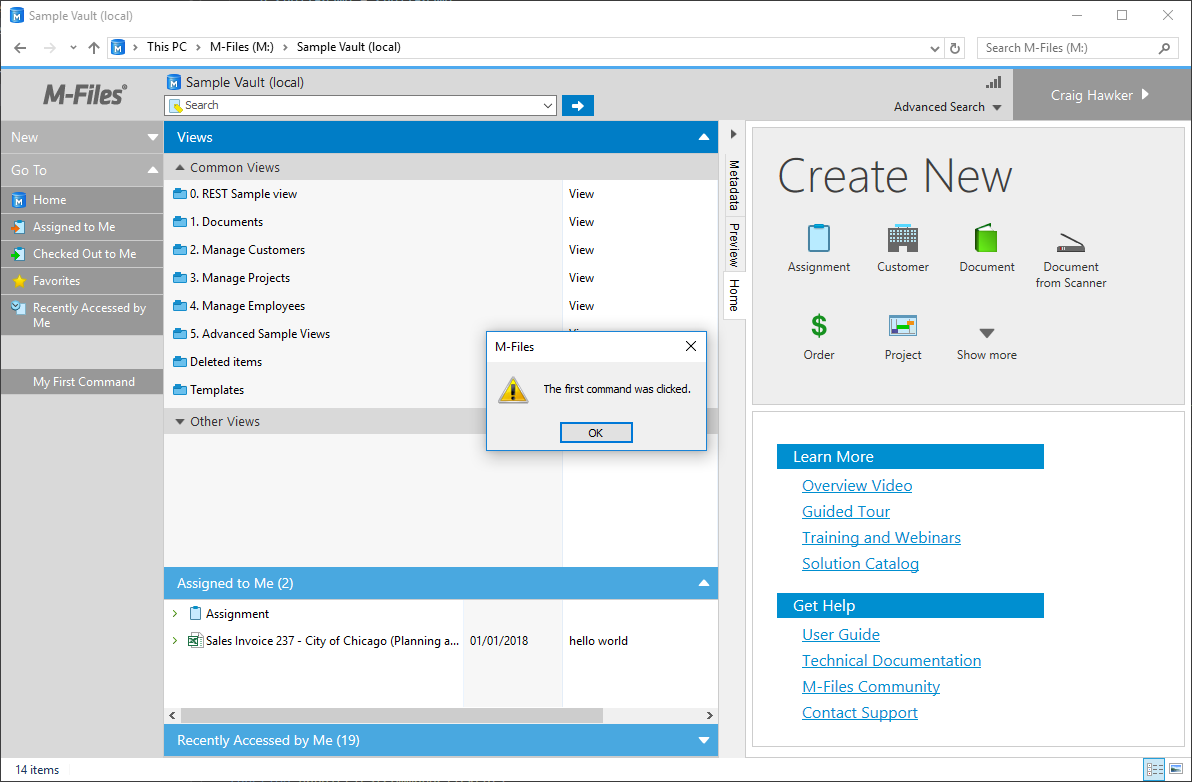 Sample Vault (local)
This PC
M-Files (M:)
Sample Vault (local)
Search M-Files (M:)
M-Files®
Sample Vault (local)
Search
Advanced Search
Craig Hawker
New
Go To
Home
Assigned to Me
Checked Out to Me
Favorites
Recently Accessed by
Me
My First Command
Views
Common Views
0. REST Sample view View
1. Documents View
2. Manage Customers View
3. Manage Projects View
4. Manage Employees View
5. Advanced Sample Views
Deleted items
Templates
Other Views
M-Files
The first command was clicked.
OK
Assigned to Me (2)
Assignment
Sales Invoice 237 - City of Chicago (Planning a... 01/01/2018 hello world
Recently Accessed by Me (19)
Metadata
Preview
Home
Create New
Assignment
Customer
Document
Document
from Scanner
Order
Project
Show more
Learn More
Overview Video
Guided Tour
Training and Webinars
Solution Catalog
Get Help
User Guide
Technical Documentation
M-Files Community
Contact Support
14 items